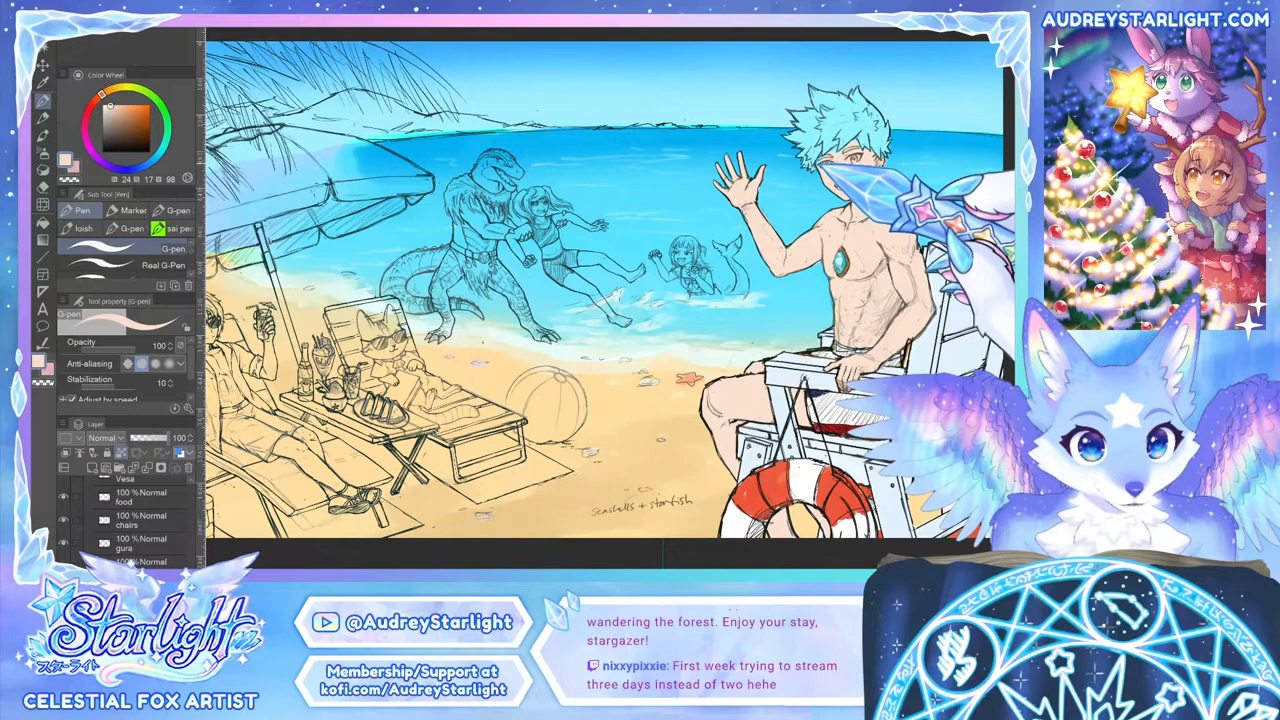 AUDREYSTARLIGHT.COM
Color Wheel
24 17 98
Sub Tool [Pen]
Pen
Marker
G-pen
loish
G-pen
sai pen
G-pen
Real G-Pen
Tool property [G-pen]
G-pen
Opacity 100
Anti-aliasing
Stabilization 10
Adjust by speed
Layer
Normal 100
Vesa
100 %Normal
food
100 %Normal
chairs
100 %Normal
gura
100 %Normal
Seashells + starfish
Starlight
スターライト
CELESTIAL FOX ARTIST
@AudreyStarlight
Membership/Support at
kofi.com/AudreyStarlight
wandering the forest. Enjoy your stay,
stargazer!
nixxypixxie: First week trying to stream
three days instead of two hehe